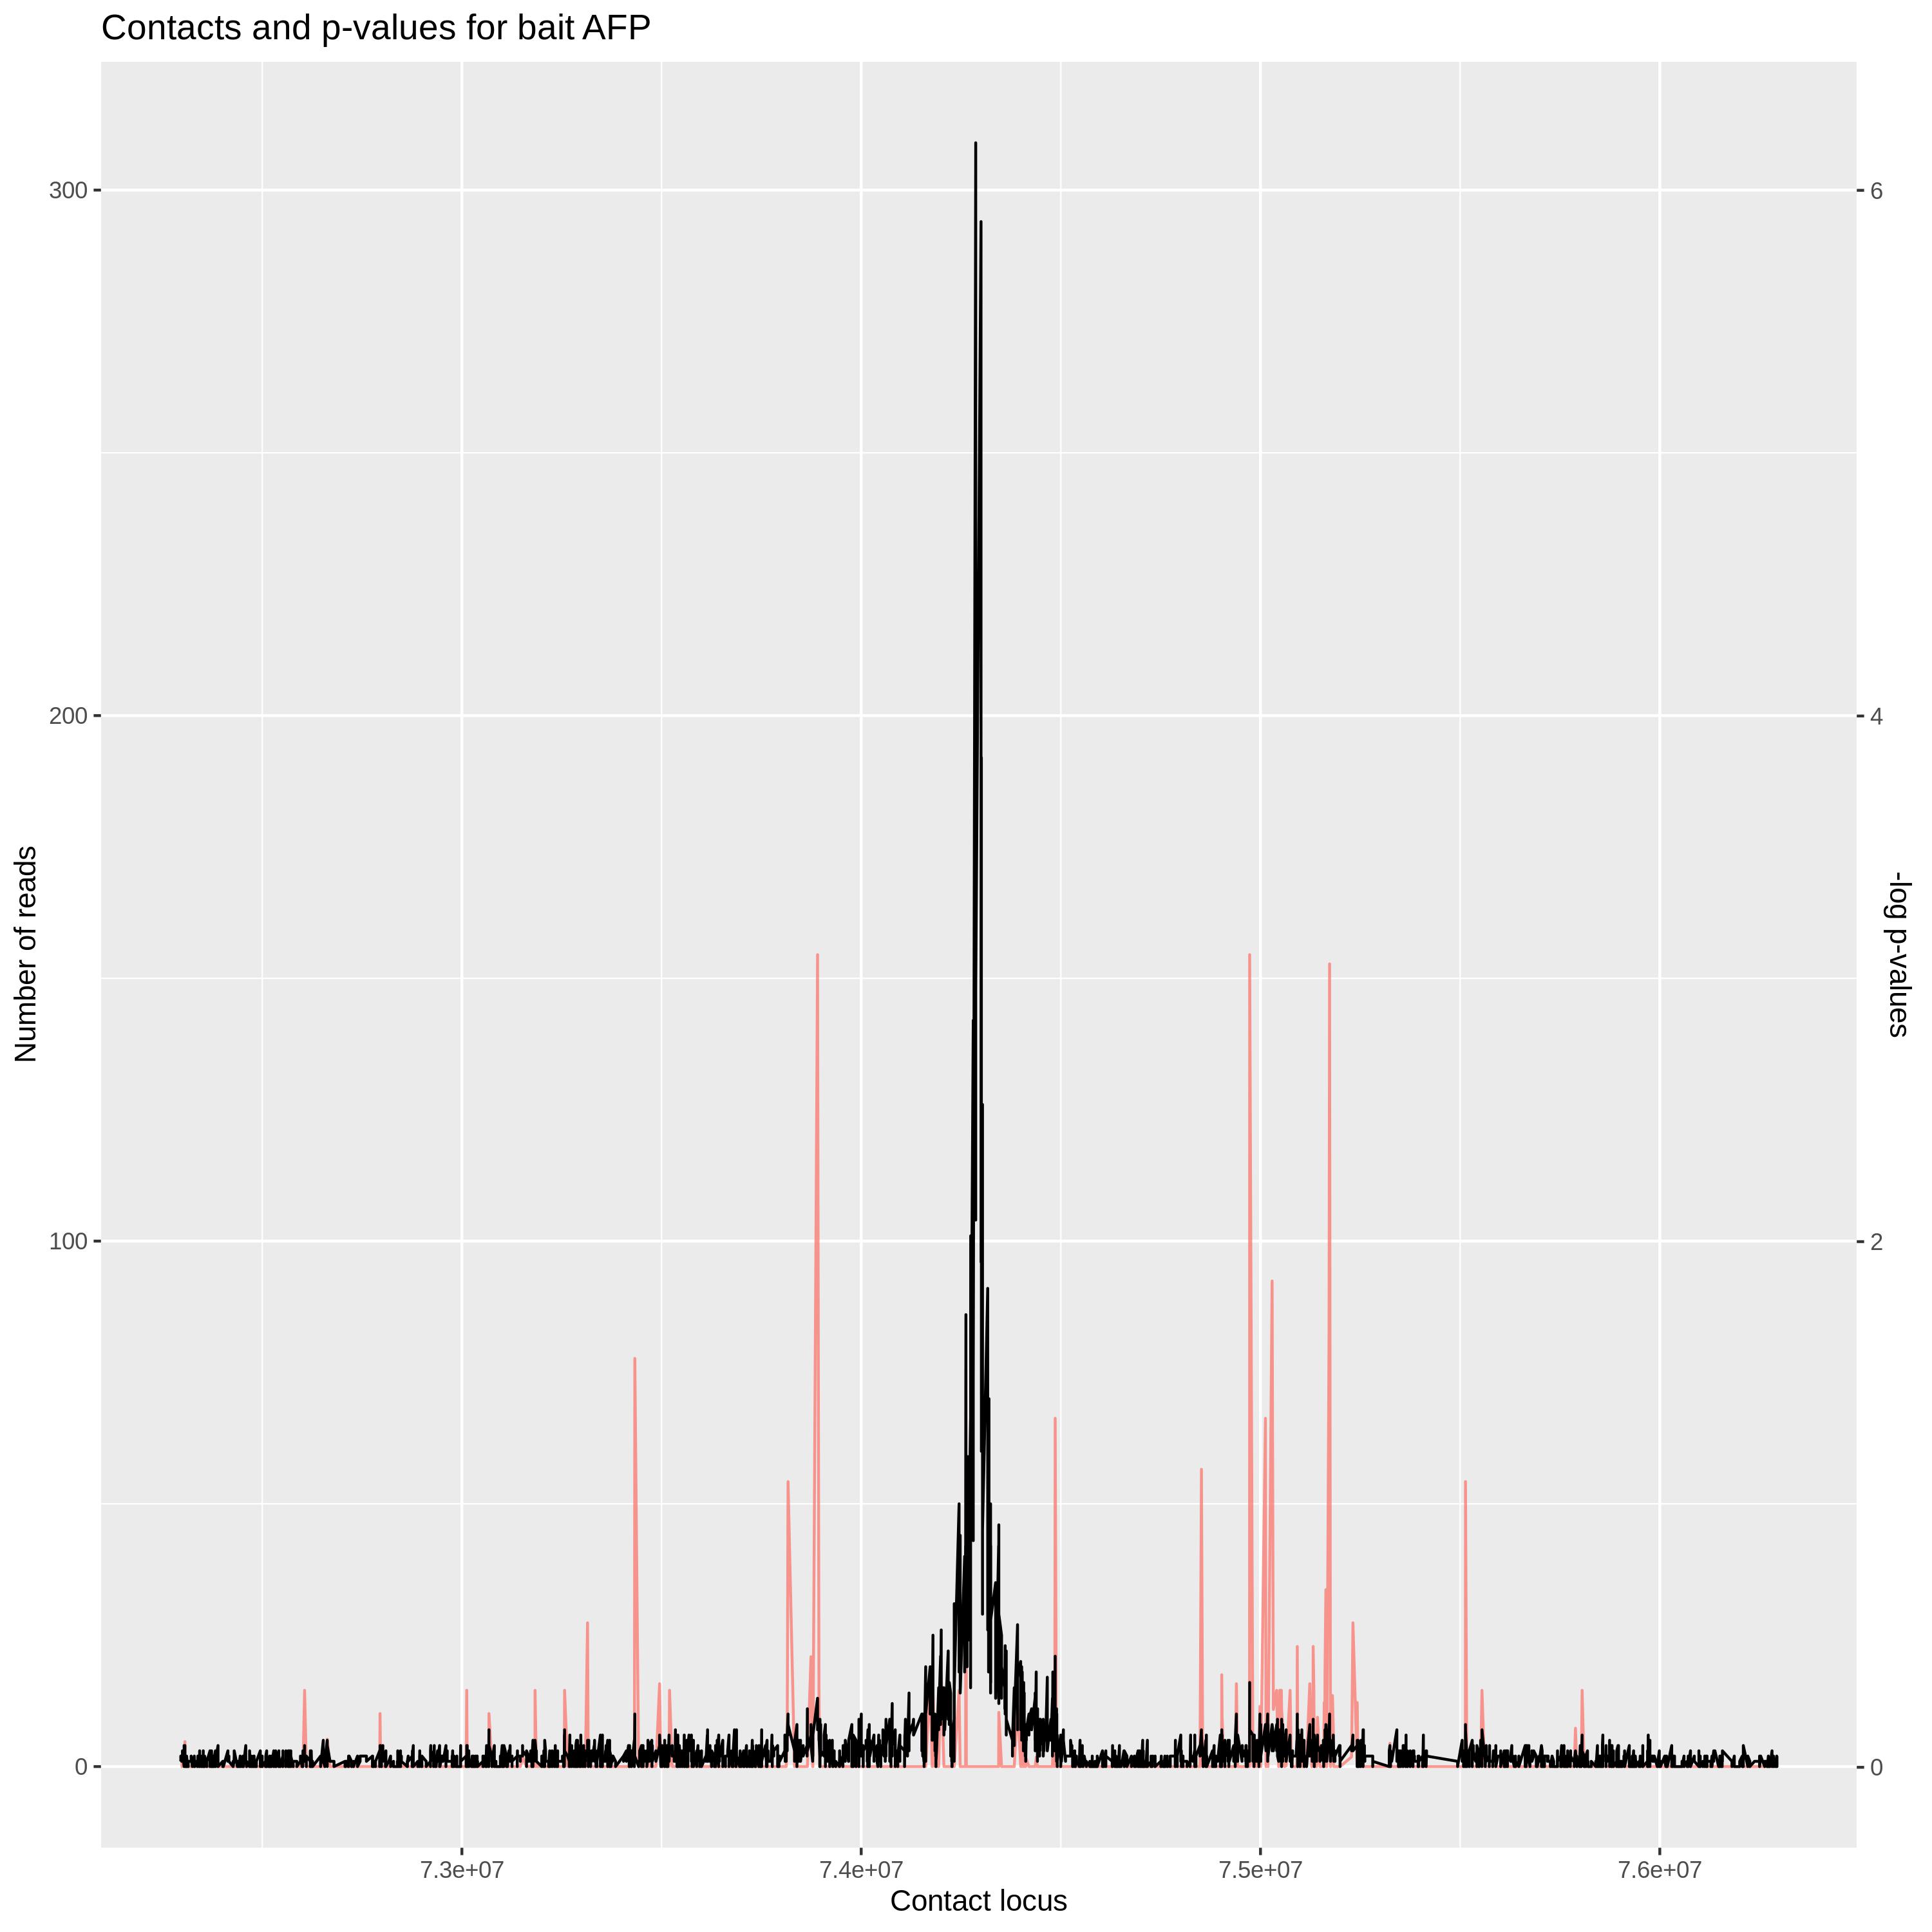 Contacts and p-values for bait AFP
300
200
100
0
Number of reads
6
4
2
0
-log p-values
7.3e+07 7.4e+07 7.5e+07 7.6e+07
Contact locus